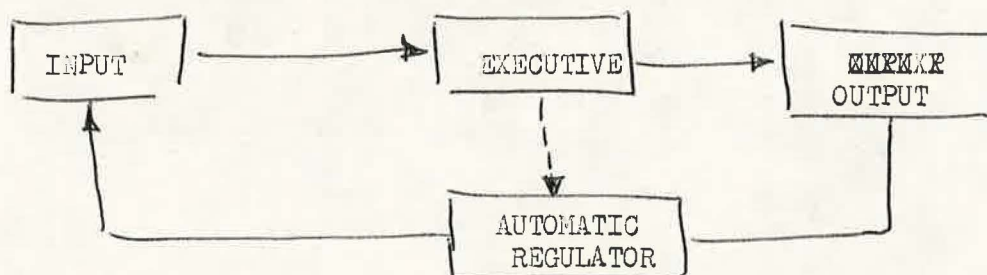 INPUT
EXECUTIVE
OUTPUT
AUTOMATIC
REGULATOR